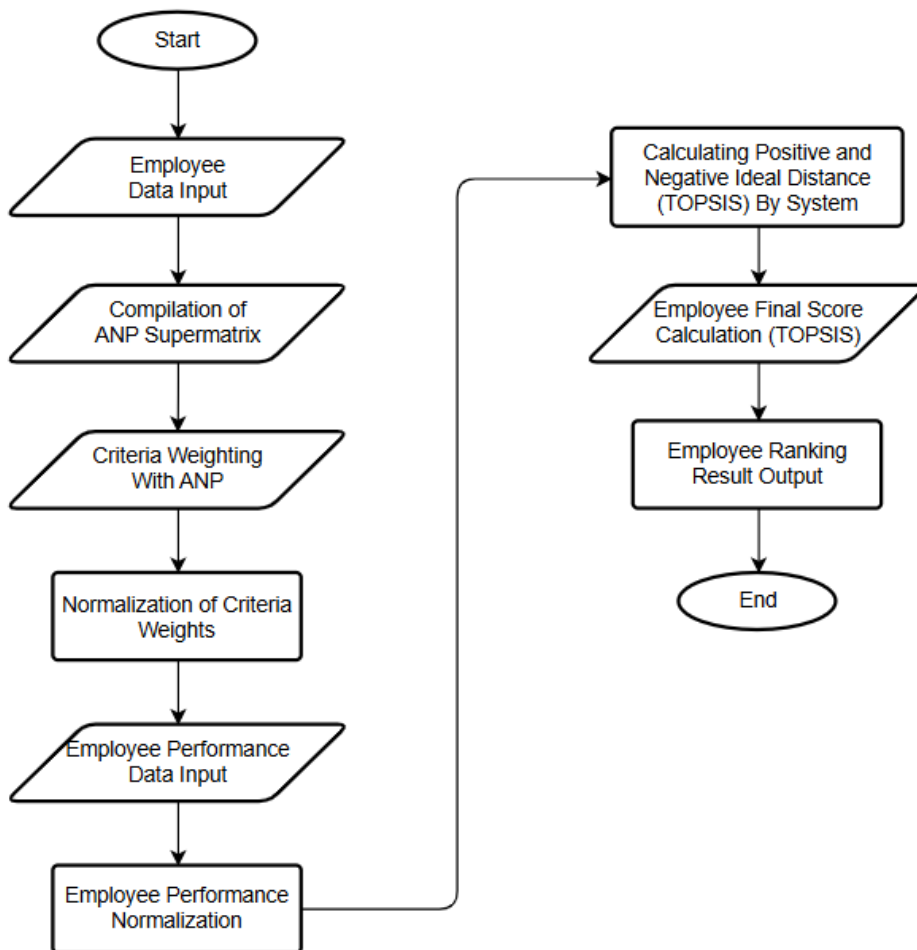 Start
Employee
Data Input
Compilation of
ANP Supermatrix
Criteria Weighting
With ANP
Normalization of Criteria
Weights
Employee Performance
Data Input
Employee Performance
Normalization
Calculating Positive and
Negative Ideal Distance
(TOPSIS) By System
Employee Final Score
Calculation (TOPSIS)
Employee Ranking
Result Output
End